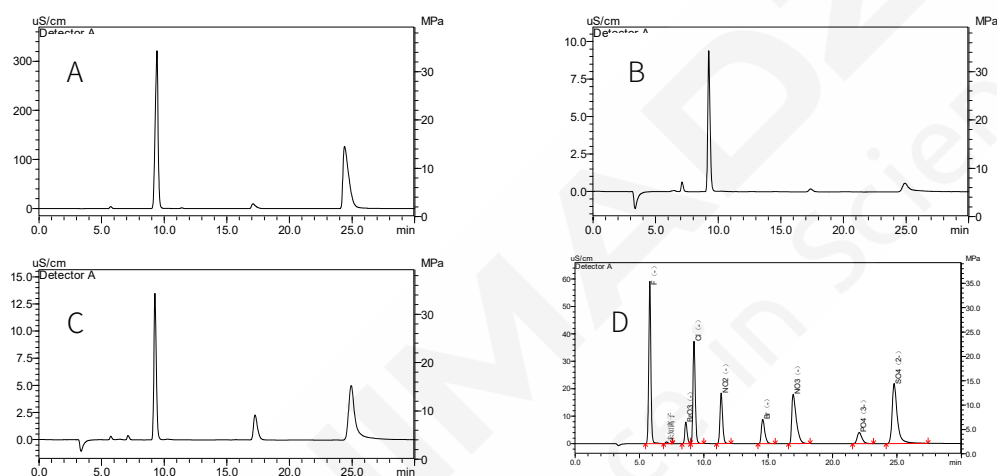 uS/cm
MPa
Detector A
A
300
200
100
0
30
20
10
0
0.0 5.0 10.0 15.0 20.0 25.0 min
uS/cm
MPa
Detector A
B
10.0
7.5
5.0
2.5
0.0
30
20
10
0
0.0 5.0 10.0 15.0 20.0 25.0 min
uS/cm
MPa
Detector A
C
15.0
12.5
10.0
7.5
5.0
2.5
0.0
30
20
10
0
0.0 5.0 10.0 15.0 20.0 25.0 min
uS/cm
MPa
Detector A
D
60
50
40
30
20
10
0
35.0
30.0
25.0
20.0
15.0
10.0
5.0
0.0
F (-)
BrO3 (-)
Cl (-)
NO2 (-)
Br (-)
NO3 (-)
PO4 (3-)
SO4 (2-)
0.0 5.0 10.0 15.0 20.0 25.0 min